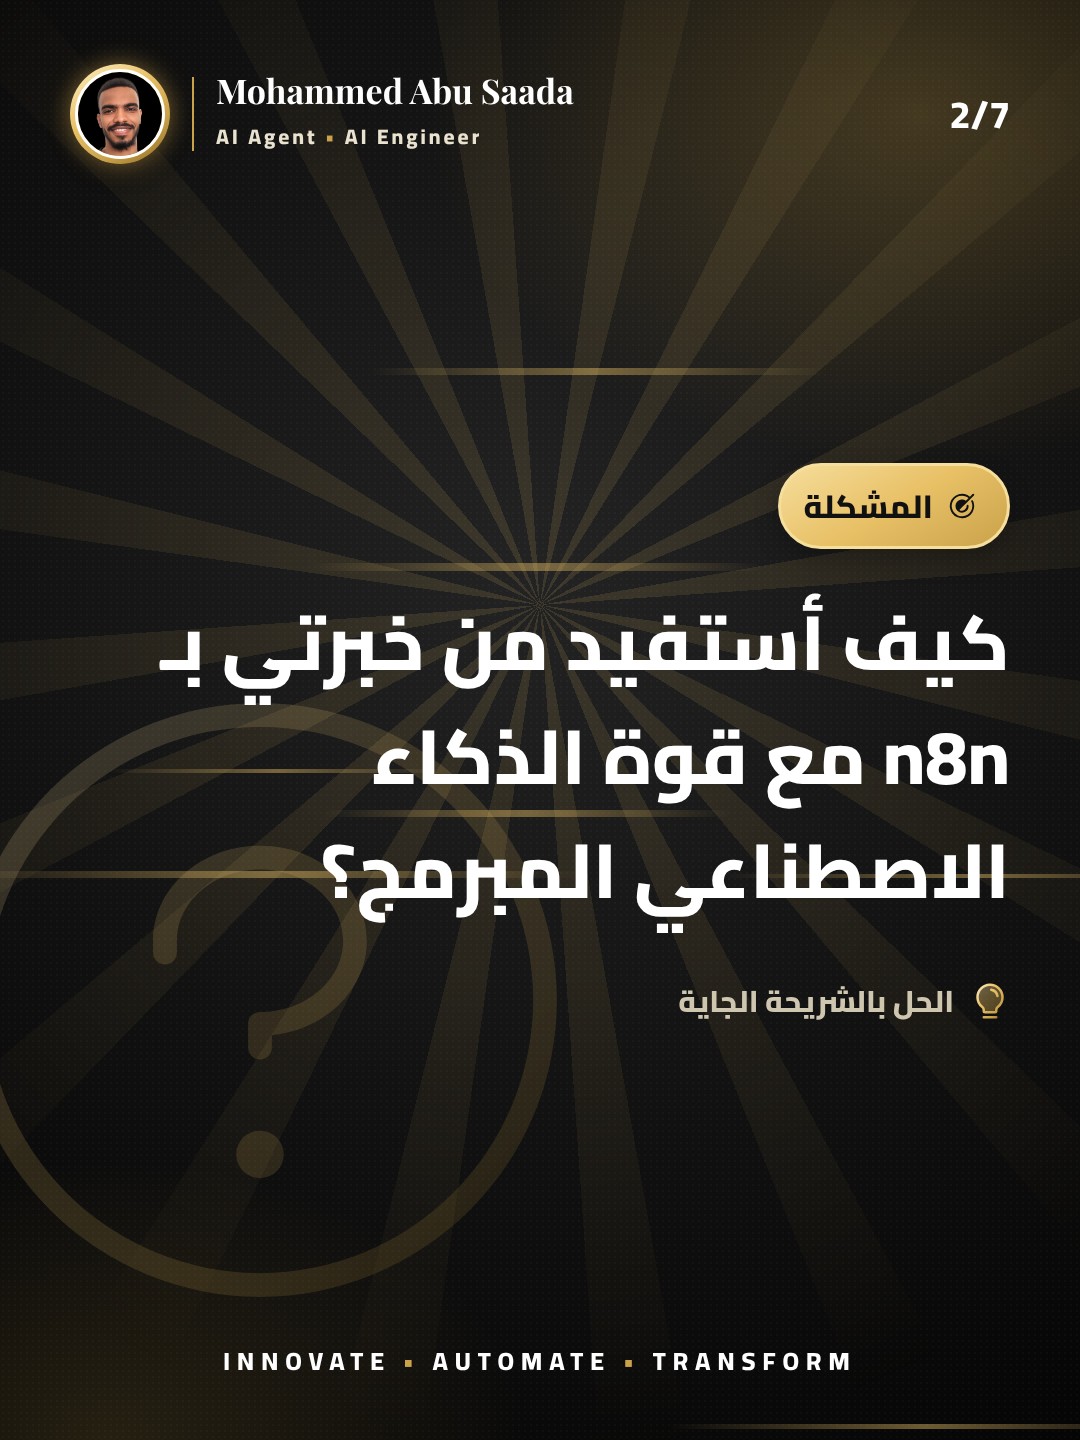 Mohammed Abu Saada
AI Agent ▪ AI Engineer
2/7
المشكلة
كيف أستفيد من خبرتي بـ
n8n مع قوة الذكاء
الاصطناعي المبرمج؟
الحل بالشريحة الجاية
INNOVATE ▪ AUTOMATE ▪ TRANSFORM